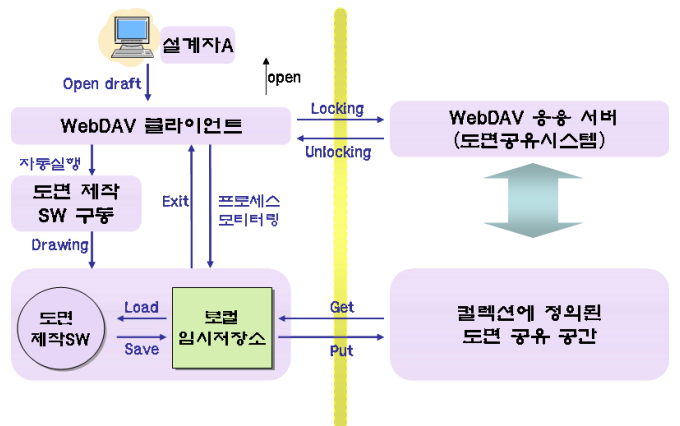 설계자A
Open draft
open
WebDAV 클라이언트
Locking
Unlocking
WebDAV 응용 서버
(도면공유시스템)
자동실행
도면 제작
SW 구동
Exit
프로세스
모티터링
Drawing
도면
제작SW
Load
Save
로컬
임시저장소
Get
Put
컬렉션에 정의된
도면 공유 공간